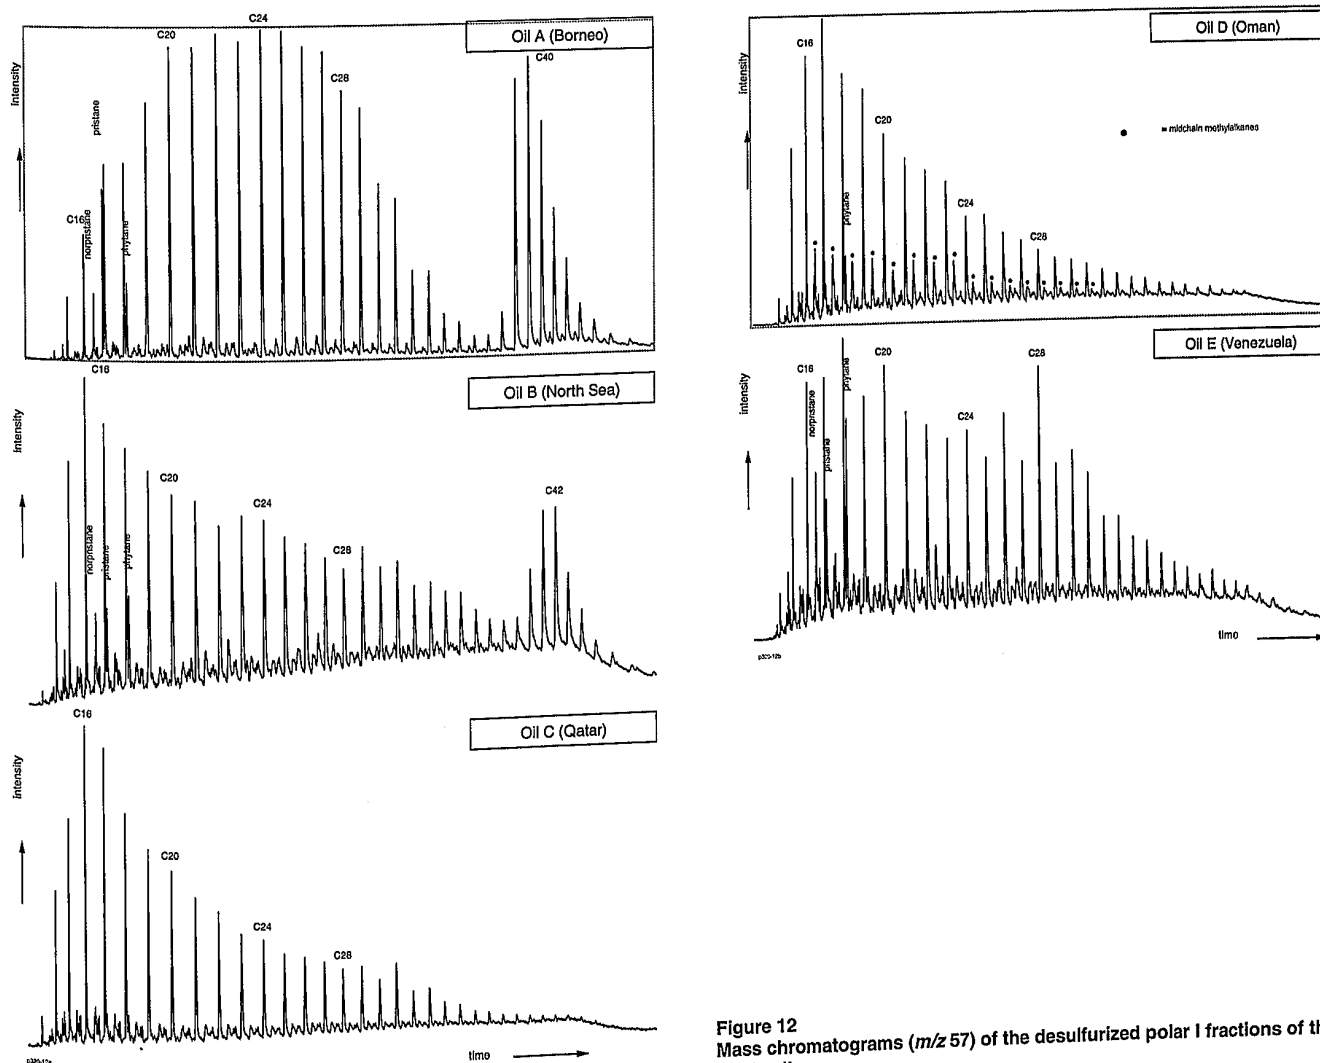 C24
C20
Oil A (Borneo)
C40
C28
intensity
pristane
C16
norpristane
phytane
C16
Oil B (North Sea)
intensity
C20
C24
C42
C28
norpristane
pristane
phytane
C16
Oil C (Qatar)
intensity
C20
C24
C28
time
Oil D (Oman)
C16
intensity
C20
• = midchain methylalkanes
phytane
C24
C28
Oil E (Venezuela)
C20
C28
C16
phytane
intensity
norpristane
C24
pristane
time
Figure 12
Mass chromatograms (m/z 57) of the desulfurized polar I fractions of